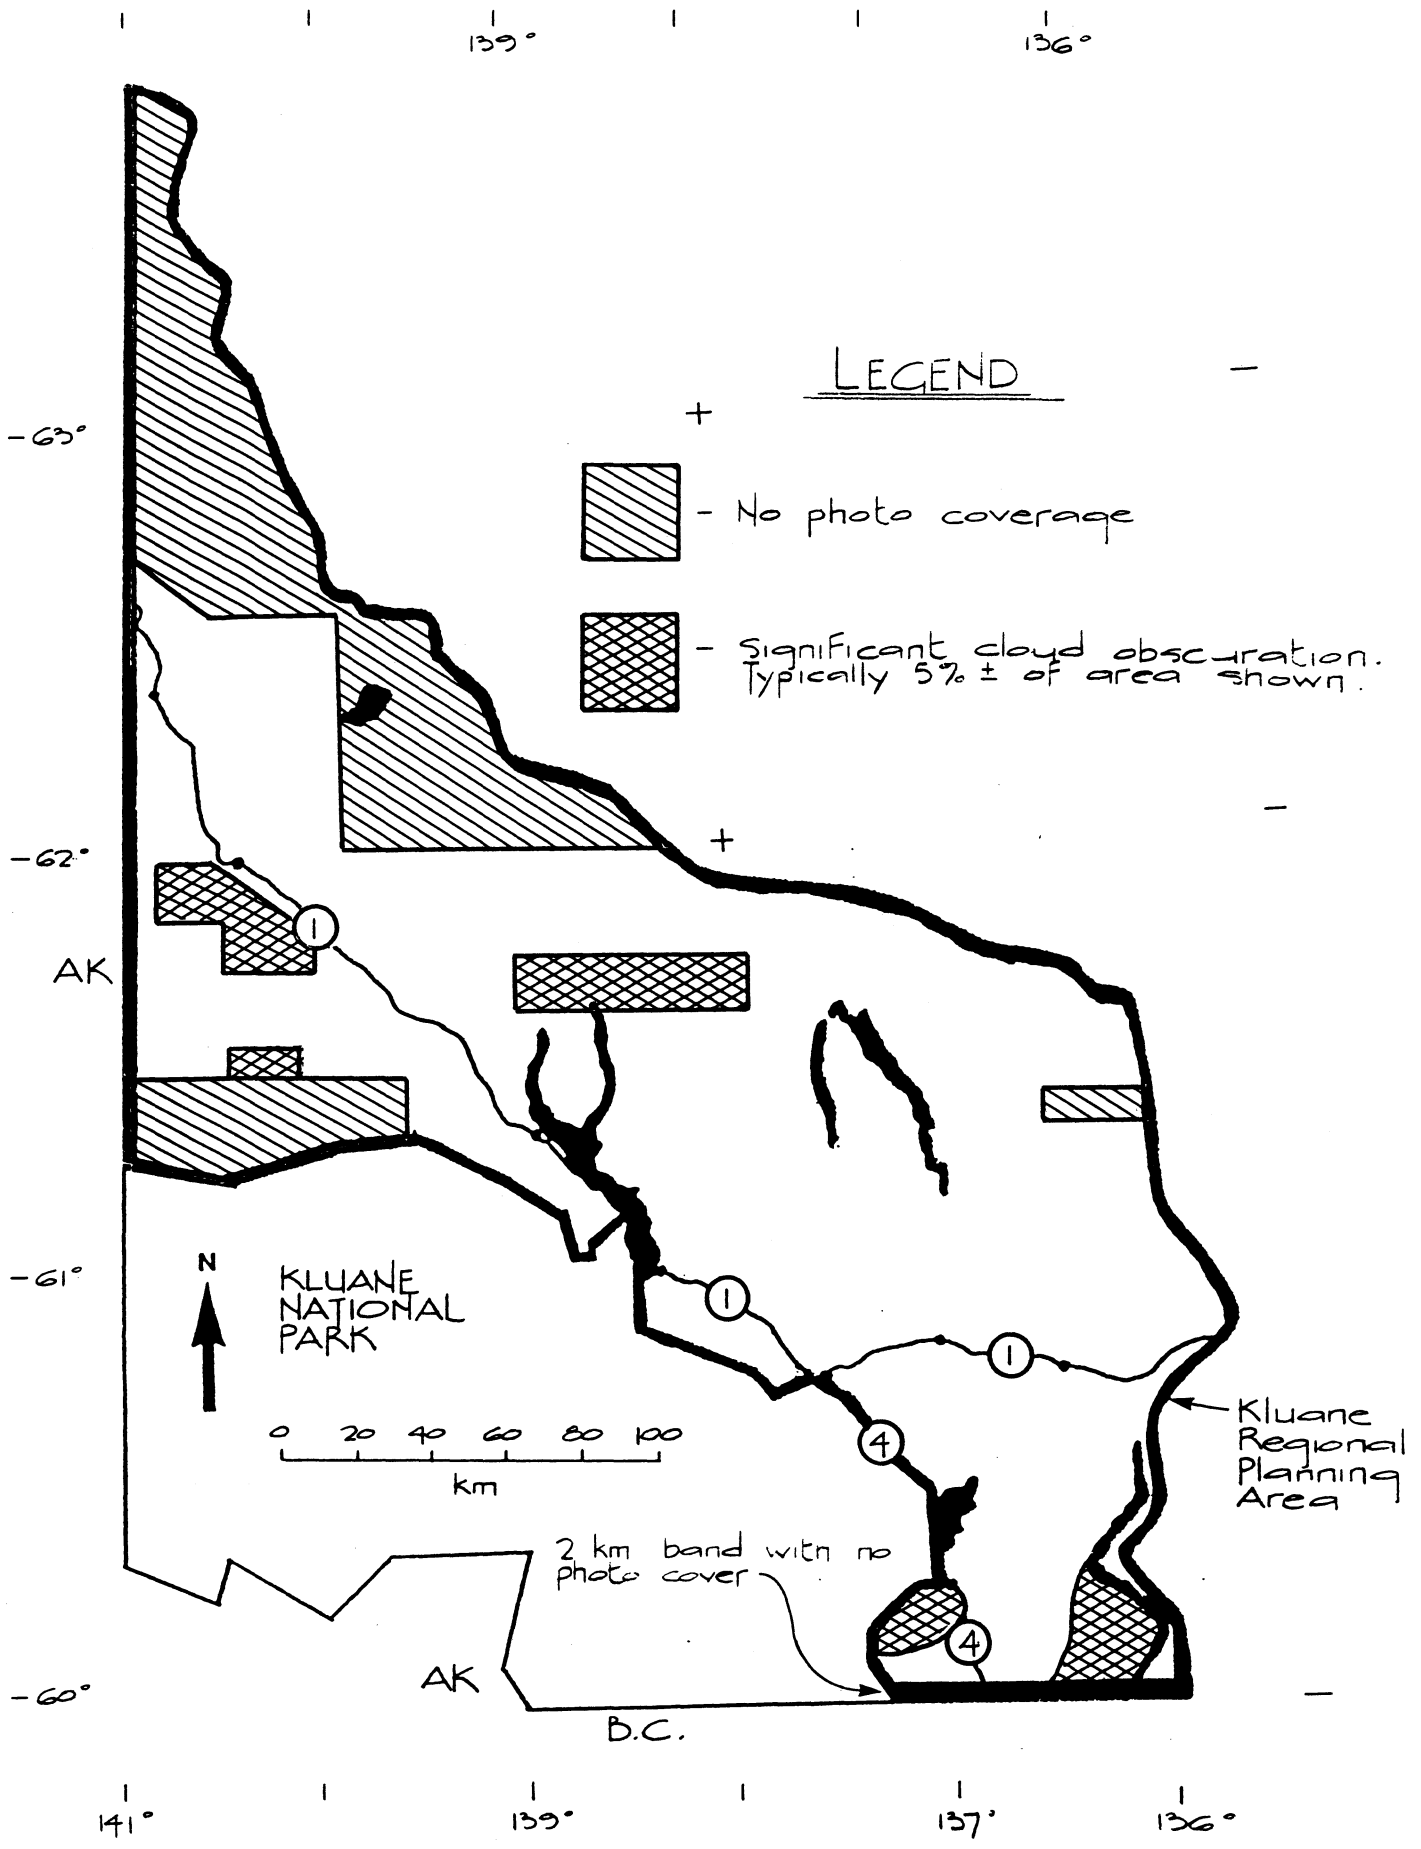 139°
136°
LEGEND
-63°
- No photo coverage
- Significant cloud obscuration.
Typically 5% ± of area shown.
-62°
1
AK
-61°
N
KLUANE
NATIONAL
PARK
1
1
0 20 40 60 80 100
km
4
Kluane
Regional
Planning
Area
2 km band with no
photo cover
4
AK
-60°
B.C.
141°
139°
137°
136°